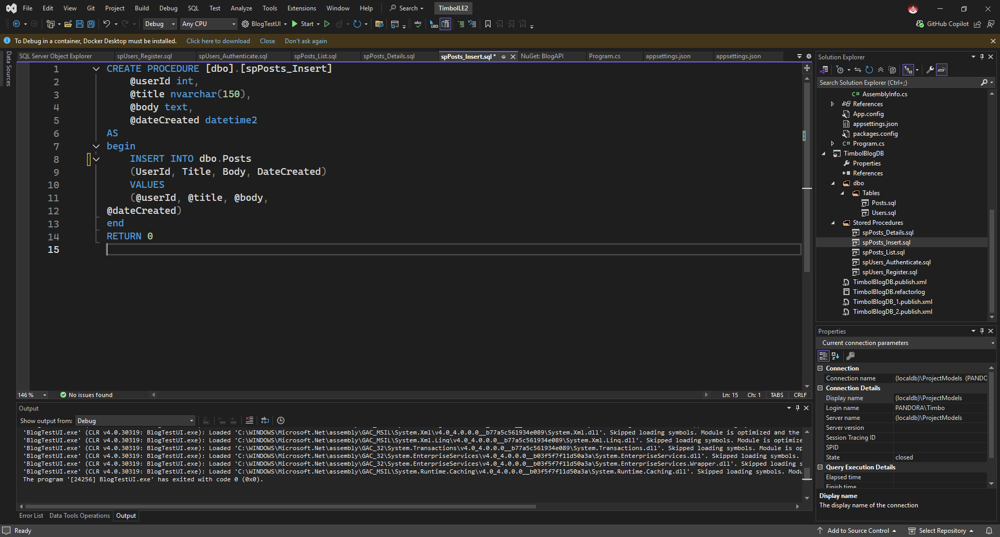 File Edit View Git Project Build Debug SQL Test Analyze Tools Extensions Window Help Search TimbolLE2
Debug Any CPU BlogTestUI Start GitHub Copilot
To Debug in a container, Docker Desktop must be installed. Click here to download Close Don't ask again
Data Sources
SQL Server Object Explorer spUsers_Register.sql spUsers_Authenticate.sql spPosts_List.sql spPosts_Details.sql spPosts_Insert.sql * NuGet: BlogAPI Program.cs appsettings.json appsettings.json
1 CREATE PROCEDURE [dbo].[spPosts_Insert]
2 @userId int,
3 @title nvarchar(150),
4 @body text,
5 @dateCreated datetime2
6 AS
7 begin
8 INSERT INTO dbo.Posts
9 (UserId, Title, Body, DateCreated)
10 VALUES
11 (@userId, @title, @body,
12 @dateCreated)
13 end
14 RETURN 0
15
146 % No issues found Ln: 15 Ch: 1 TABS CRLF
Output
Show output from: Debug
'BlogTestUI.exe' (CLR v4.0.30319: BlogTestUI.exe): Loaded 'C:\WINDOWS\Microsoft.Net\assembly\GAC_MSIL\System.Xml\v4.0_4.0.0.0__b77a5c561934e089\System.Xml.dll'. Skipped loading symbols. Module is optimized and the
'BlogTestUI.exe' (CLR v4.0.30319: BlogTestUI.exe): Loaded 'C:\WINDOWS\Microsoft.Net\assembly\GAC_MSIL\System.Xml.Linq\v4.0_4.0.0.0__b77a5c561934e089\System.Xml.Linq.dll'. Skipped loading symbols. Module is optimize
'BlogTestUI.exe' (CLR v4.0.30319: BlogTestUI.exe): Loaded 'C:\WINDOWS\Microsoft.Net\assembly\GAC_32\System.Transactions\v4.0_4.0.0.0__b77a5c561934e089\System.Transactions.dll'. Skipped loading symbols. Module is op
'BlogTestUI.exe' (CLR v4.0.30319: BlogTestUI.exe): Loaded 'C:\WINDOWS\Microsoft.Net\assembly\GAC_32\System.EnterpriseServices\v4.0_4.0.0.0__b03f5f7f11d50a3a\System.EnterpriseServices.dll'. Skipped loading symbols.
'BlogTestUI.exe' (CLR v4.0.30319: BlogTestUI.exe): Loaded 'C:\WINDOWS\Microsoft.Net\assembly\GAC_32\System.EnterpriseServices\v4.0_4.0.0.0__b03f5f7f11d50a3a\System.EnterpriseServices.Wrapper.dll'. Skipped loading s
'BlogTestUI.exe' (CLR v4.0.30319: BlogTestUI.exe): Loaded 'C:\WINDOWS\Microsoft.Net\assembly\GAC_MSIL\System.Runtime.Caching\v4.0_4.0.0.0__b03f5f7f11d50a3a\System.Runtime.Caching.dll'. Skipped loading symbols. Modu
The program '[24256] BlogTestUI.exe' has exited with code 0 (0x0).
Error List Data Tools Operations Output
Solution Explorer
Search Solution Explorer (Ctrl+;)
C# AssemblyInfo.cs
References
App.config
appsettings.json
packages.config
C# Program.cs
TimbolBlogDB
Properties
References
dbo
Tables
Posts.sql
Users.sql
Stored Procedures
spPosts_Details.sql
spPosts_Insert.sql
spPosts_List.sql
spUsers_Authenticate.sql
spUsers_Register.sql
TimbolBlogDB.publish.xml
TimbolBlogDB.refactorlog
TimbolBlogDB_1.publish.xml
TimbolBlogDB_2.publish.xml
Properties
Current connection parameters
Connection
Connection name (localdb)\ProjectModels (PANDO
Connection Details
Display name (localdb)\ProjectModels
Login name PANDORA\Timbo
Server name (localdb)\ProjectModels
Server version
Session Tracing ID
SPID
State closed
Query Execution Details
Elapsed time
Finish time
Display name
The display name of the connection
Ready Add to Source Control Select Repository